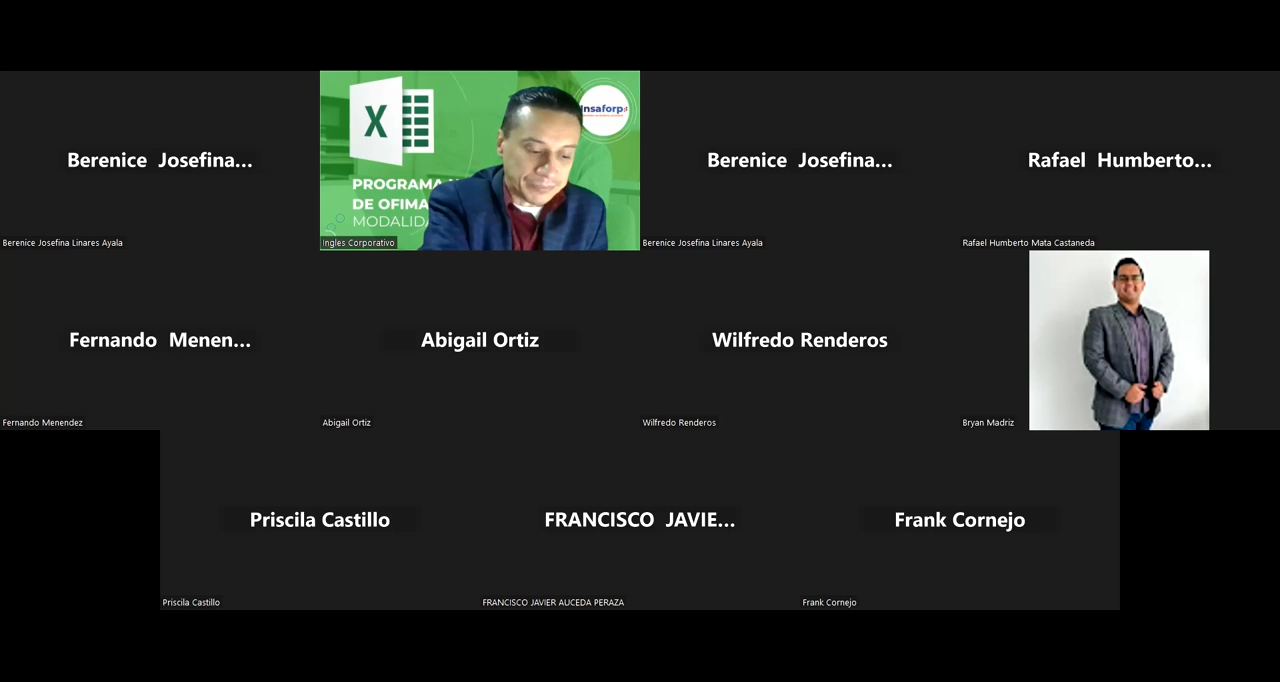 Berenice Josefina...
Berenice Josefina Linares Ayala
X
Insaforp
PROGRAMA
DE OFIMA
MODALID
Ingles Corporativo
Berenice Josefina...
Berenice Josefina Linares Ayala
Rafael Humberto...
Rafael Humberto Mata Castaneda
Fernando Menen...
Fernando Menendez
Abigail Ortiz
Abigail Ortiz
Wilfredo Renderos
Wilfredo Renderos
Bryan Madriz
Priscila Castillo
Priscila Castillo
FRANCISCO JAVIE...
FRANCISCO JAVIER AUCEDA PERAZA
Frank Cornejo
Frank Cornejo